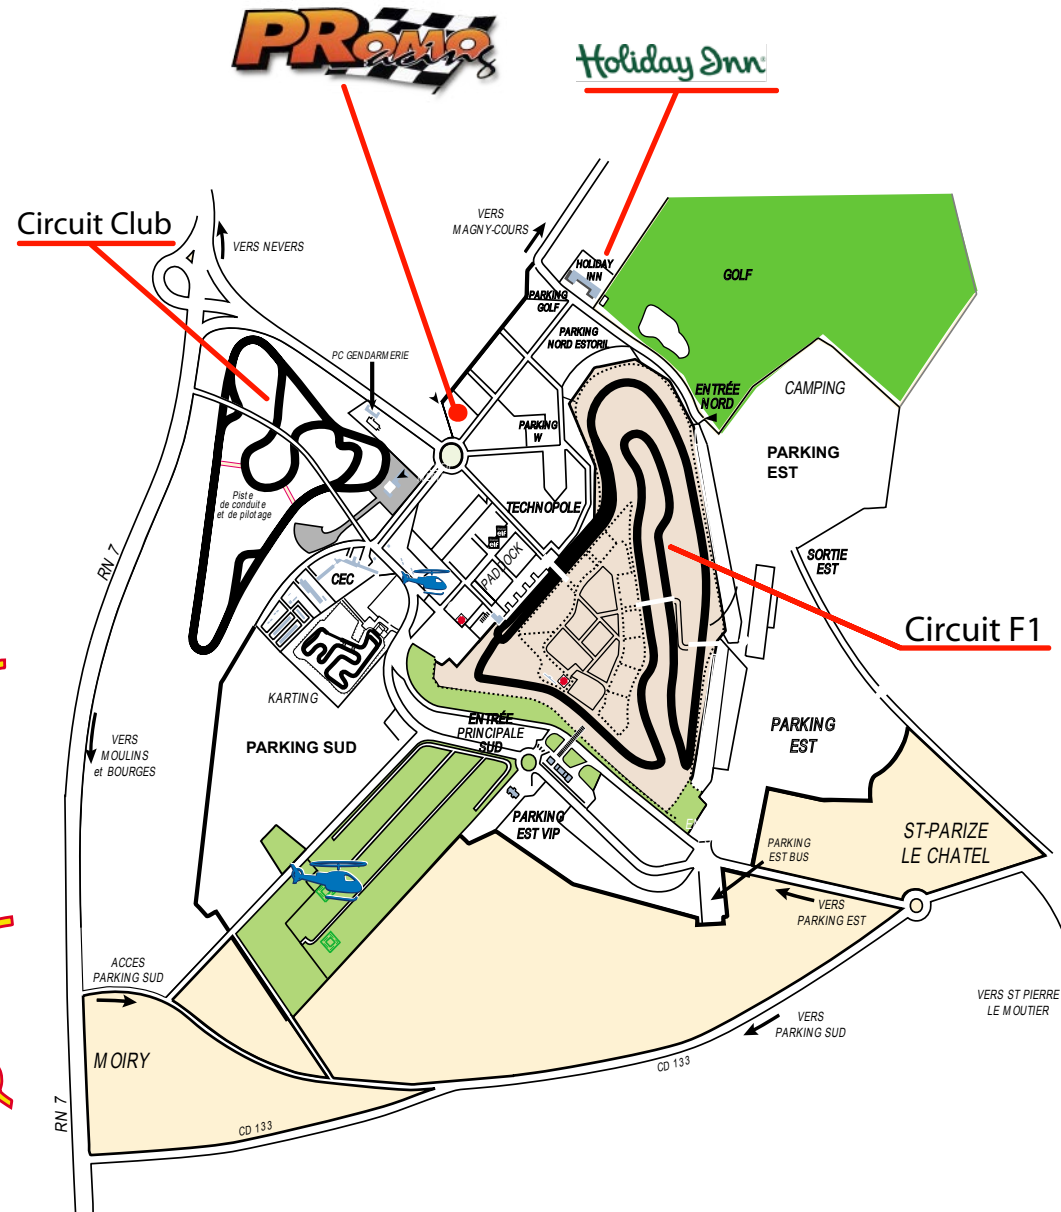 PROMO
Racing
Holiday Inn
Circuit Club
VERS
MAGNY-COURS
VERS NEVERS
HOLIDAY
INN
GOLF
PARKING
GOLF
PARKING
NORD ESTORIL
PC GENDARMERIE
ENTRÉE
NORD
CAMPING
PARKING
W
PARKING
EST
Piste
de conduite
et de pilotage
TECHNOPOLE
elf
elf
PADDOCK
RN 7
CEC
SORTIE
EST
Circuit F1
KARTING
ENTRÉE
PRINCIPALE
SUD
PARKING
EST
VERS
MOULINS
et BOURGES
PARKING SUD
PARKING
EST VIP
ST-PARIZE
LE CHATEL
PARKING
EST BUS
VERS
PARKING EST
ACCES
PARKING SUD
VERS ST PIERRE
LE MOUTIER
VERS
PARKING SUD
MOIRY
CD 133
RN 7
CD 133